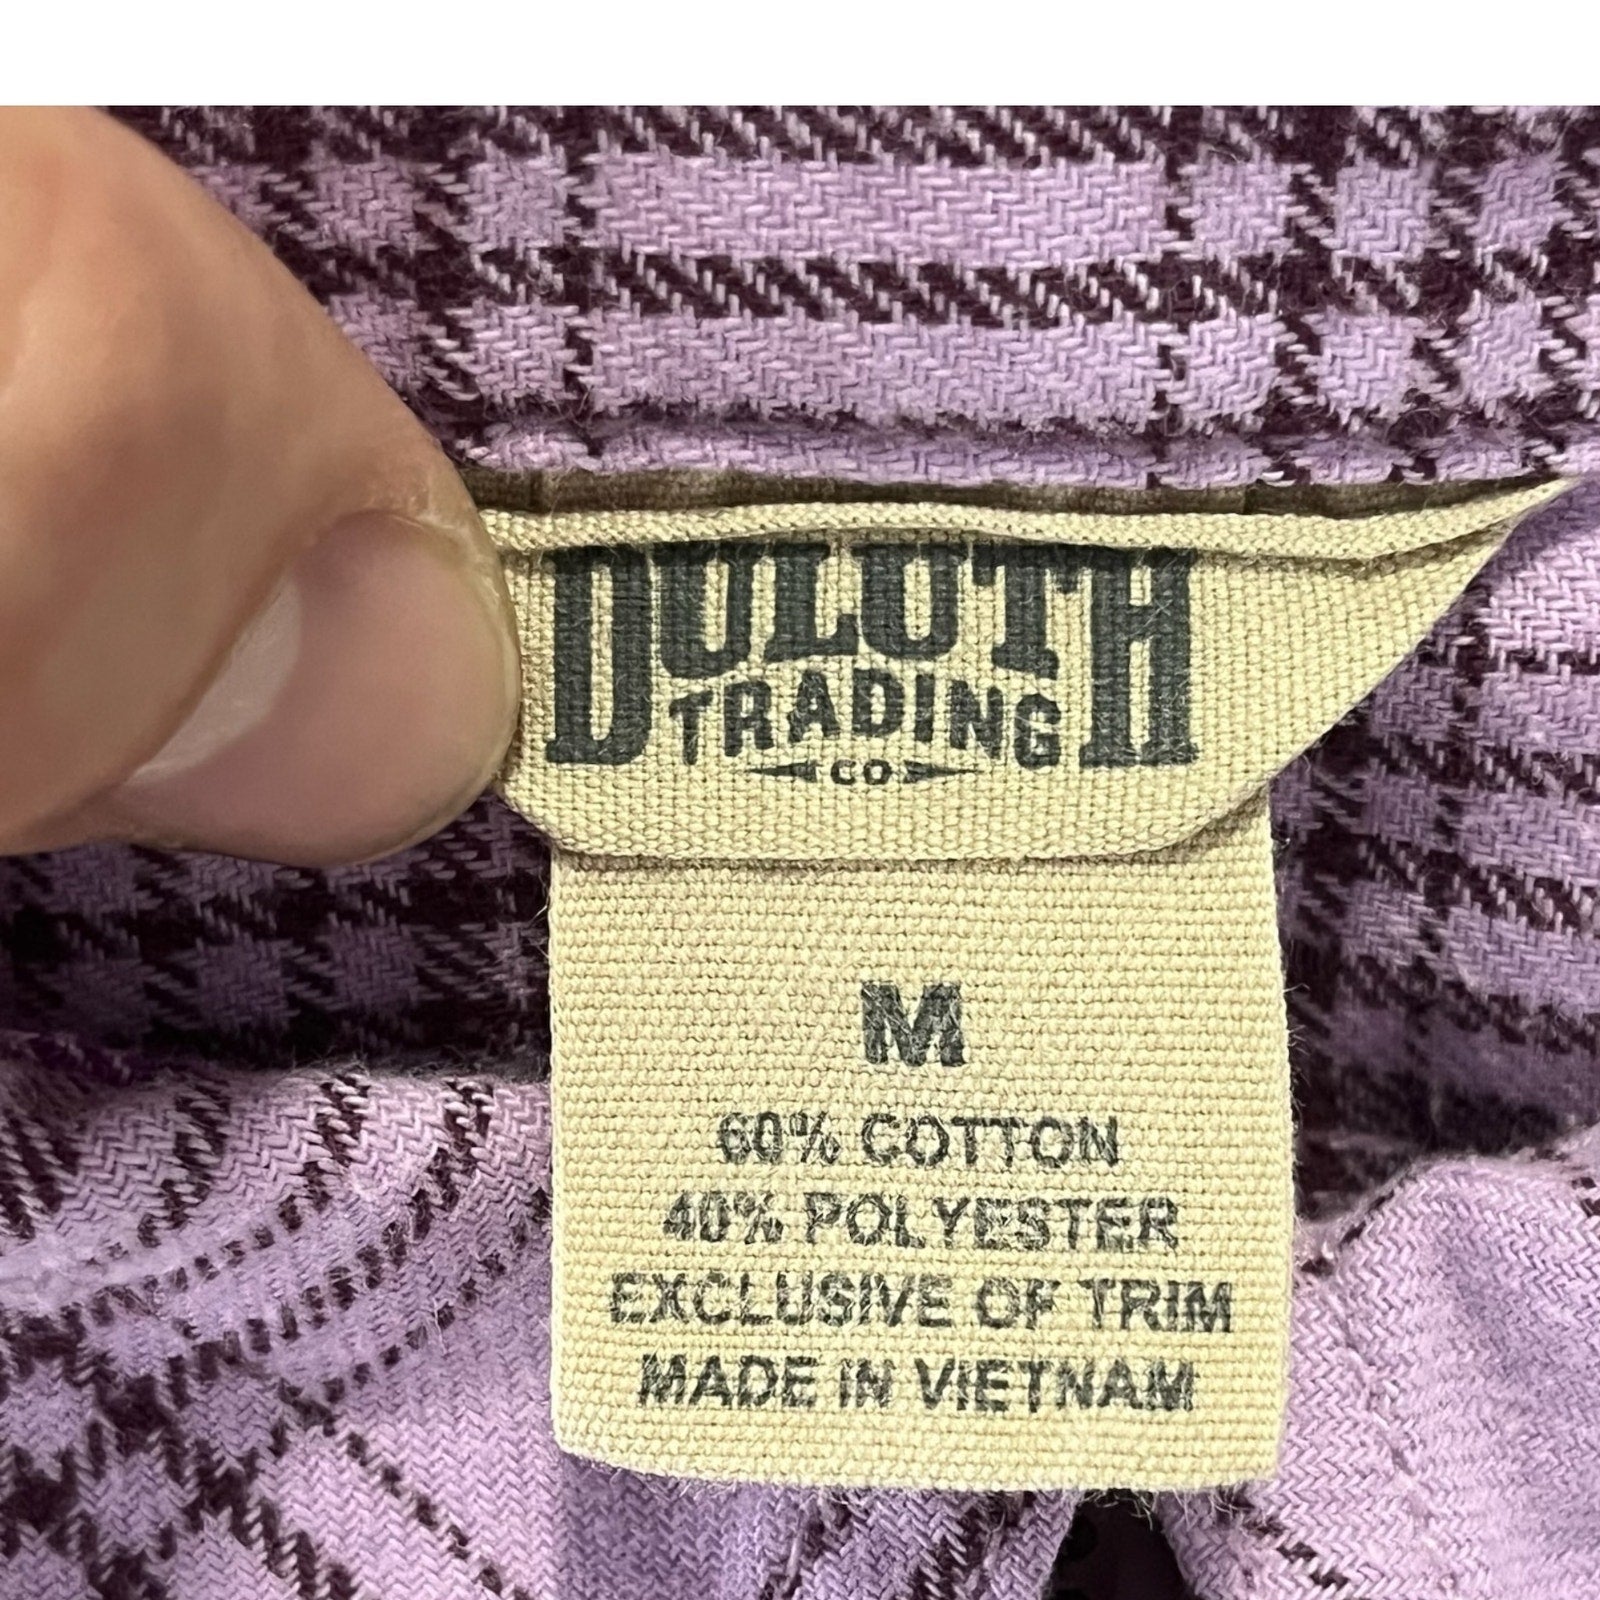 DULUTH
TRADING
CO
M
60% COTTON
40% POLYESTER
EXCLUSIVE OF TRIM
MADE IN VIETNAM